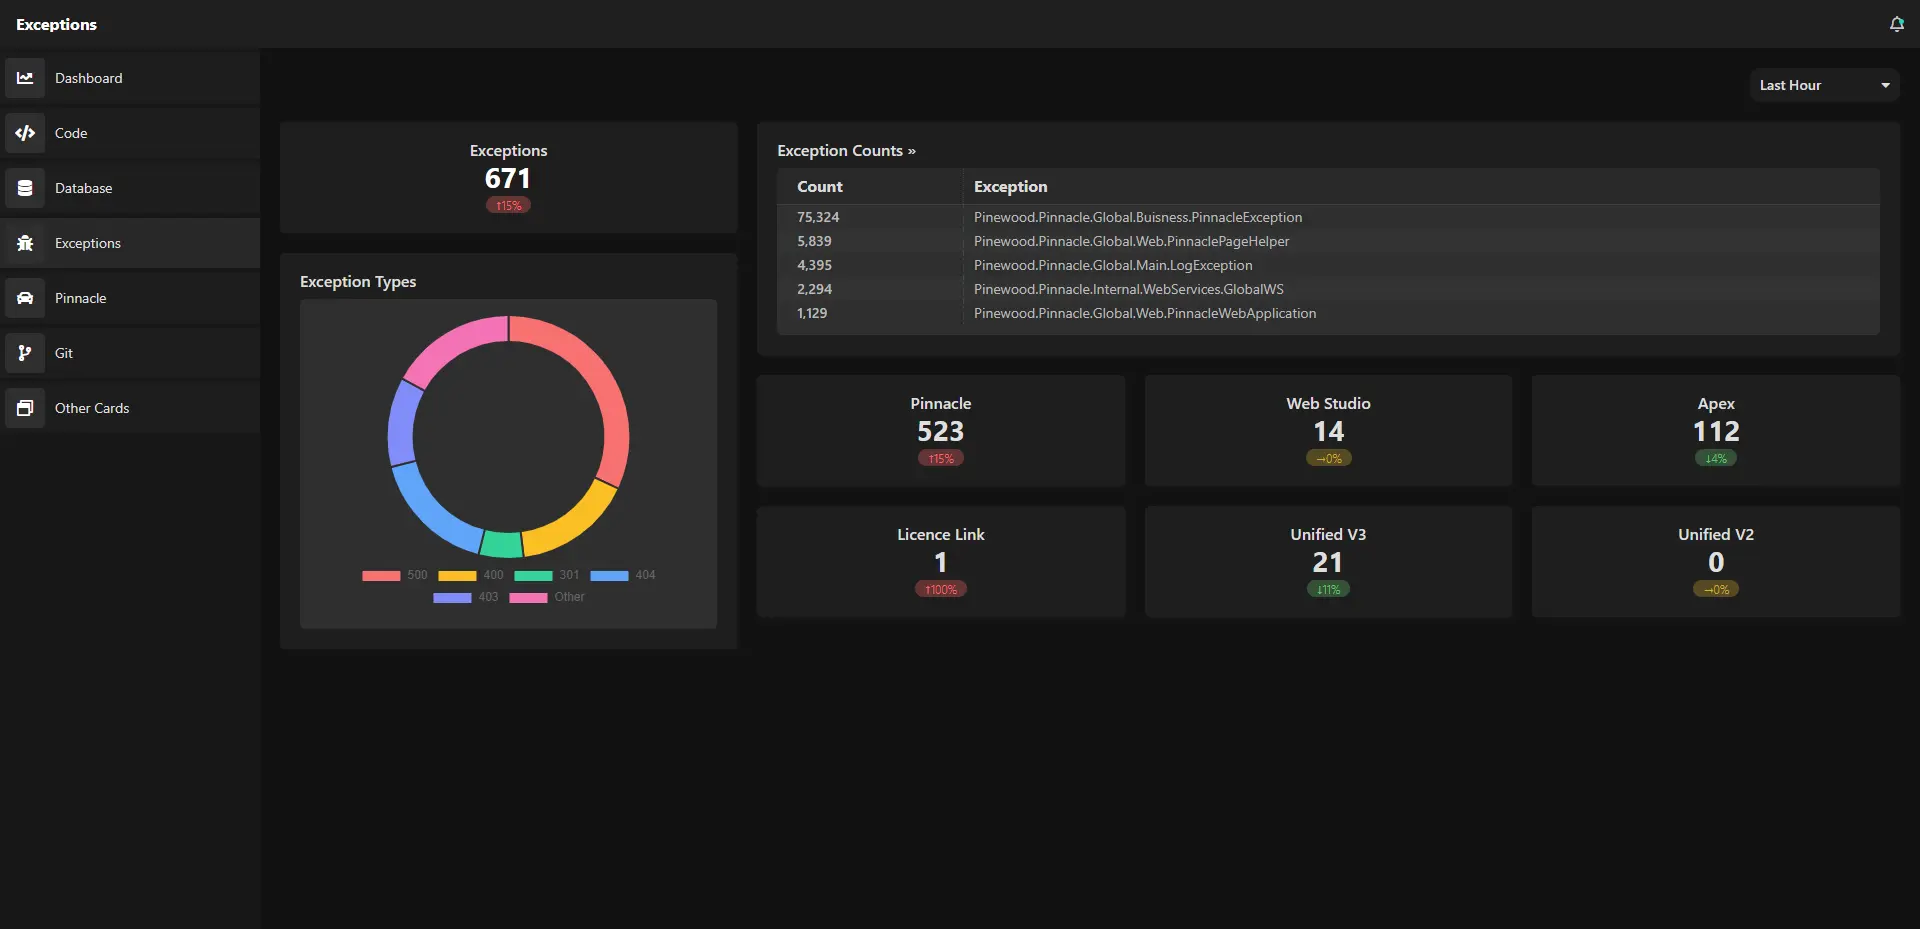 Exceptions
Dashboard
Code
Database
Exceptions
Pinnacle
Git
Other Cards
Last Hour
Exceptions
671
↑15%
Exception Types
500 400 301 404
403 Other
Exception Counts »
Count Exception
75,324 Pinewood.Pinnacle.Global.Buisness.PinnacleException
5,839 Pinewood.Pinnacle.Global.Web.PinnaclePageHelper
4,395 Pinewood.Pinnacle.Global.Main.LogException
2,294 Pinewood.Pinnacle.Internal.WebServices.GlobalWS
1,129 Pinewood.Pinnacle.Global.Web.PinnacleWebApplication
Pinnacle
523
↑15%
Web Studio
14
→0%
Apex
112
↓4%
Licence Link
1
↑100%
Unified V3
21
↓11%
Unified V2
0
→0%